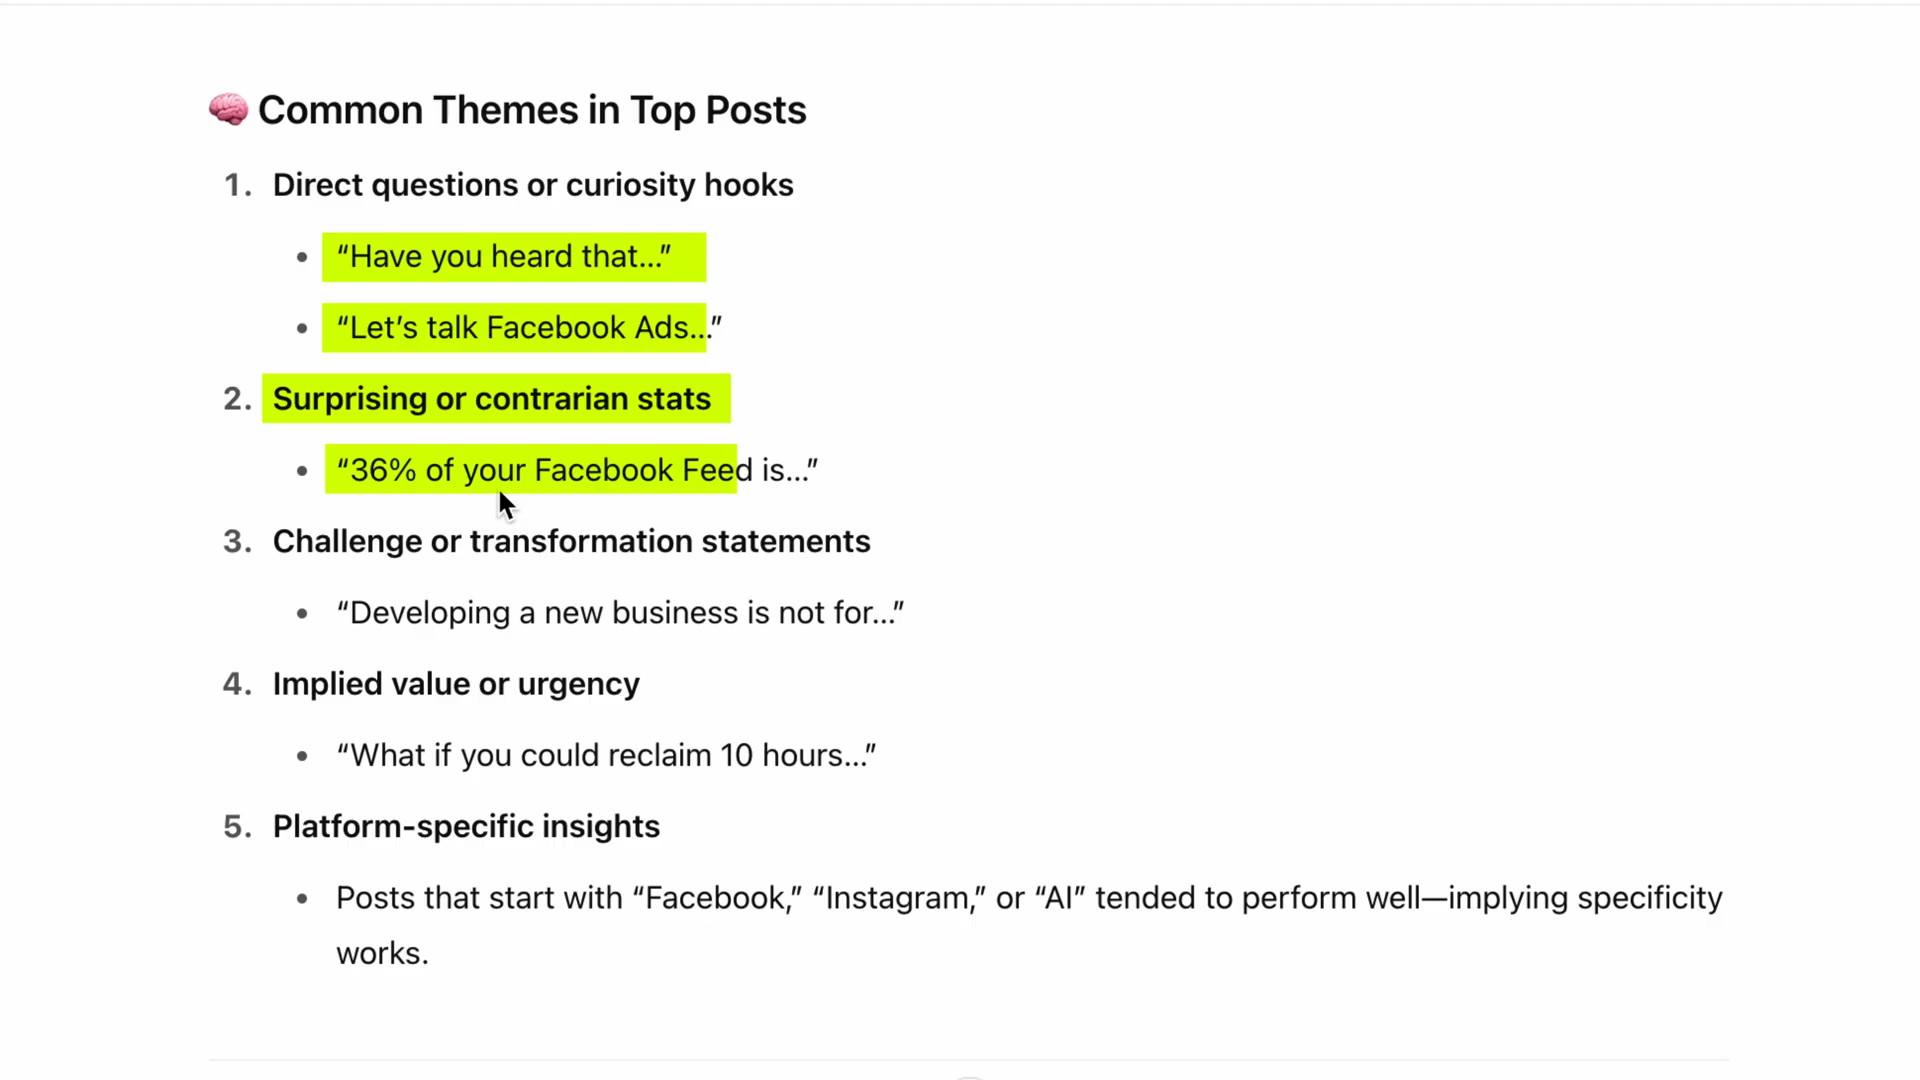 🧠 Common Themes in Top Posts
1. Direct questions or curiosity hooks
• “Have you heard that...”
• “Let’s talk Facebook Ads...”
2. Surprising or contrarian stats
• “36% of your Facebook Feed is...”
3. Challenge or transformation statements
• “Developing a new business is not for...”
4. Implied value or urgency
• “What if you could reclaim 10 hours...”
5. Platform-specific insights
• Posts that start with “Facebook,” “Instagram,” or “AI” tended to perform well—implying specificity
works.